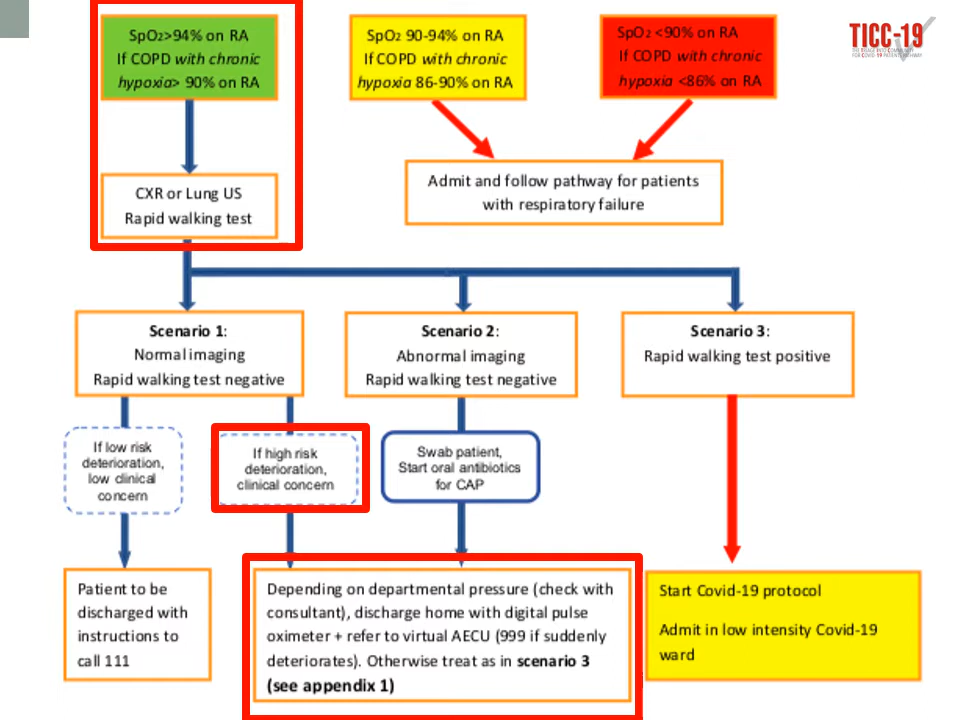 SpO2>94% on RA
If COPD with chronic
hypoxia> 90% on RA
SpO2 90-94% on RA
If COPD with chronic
hypoxia 86-90% on RA
SpO2 <90% on RA
If COPD with chronic
hypoxia <86% on RA
TICC-19
CXR or Lung US
Rapid walking test
Admit and follow pathway for patients
with respiratory failure
Scenario 1:
Normal imaging
Rapid walking test negative
Scenario 2:
Abnormal imaging
Rapid walking test negative
Scenario 3:
Rapid walking test positive
If low risk
deterioration,
low clinical
concern
If high risk
deterioration,
clinical concern
Swab patient,
Start oral antibiotics
for CAP
Patient to be
discharged with
instructions to
call 111
Depending on departmental pressure (check with
consultant), discharge home with digital pulse
oximeter + refer to virtual AECU (999 if suddenly
deteriorates). Otherwise treat as in scenario 3
(see appendix 1)
Start Covid-19 protocol
Admit in low intensity Covid-19
ward